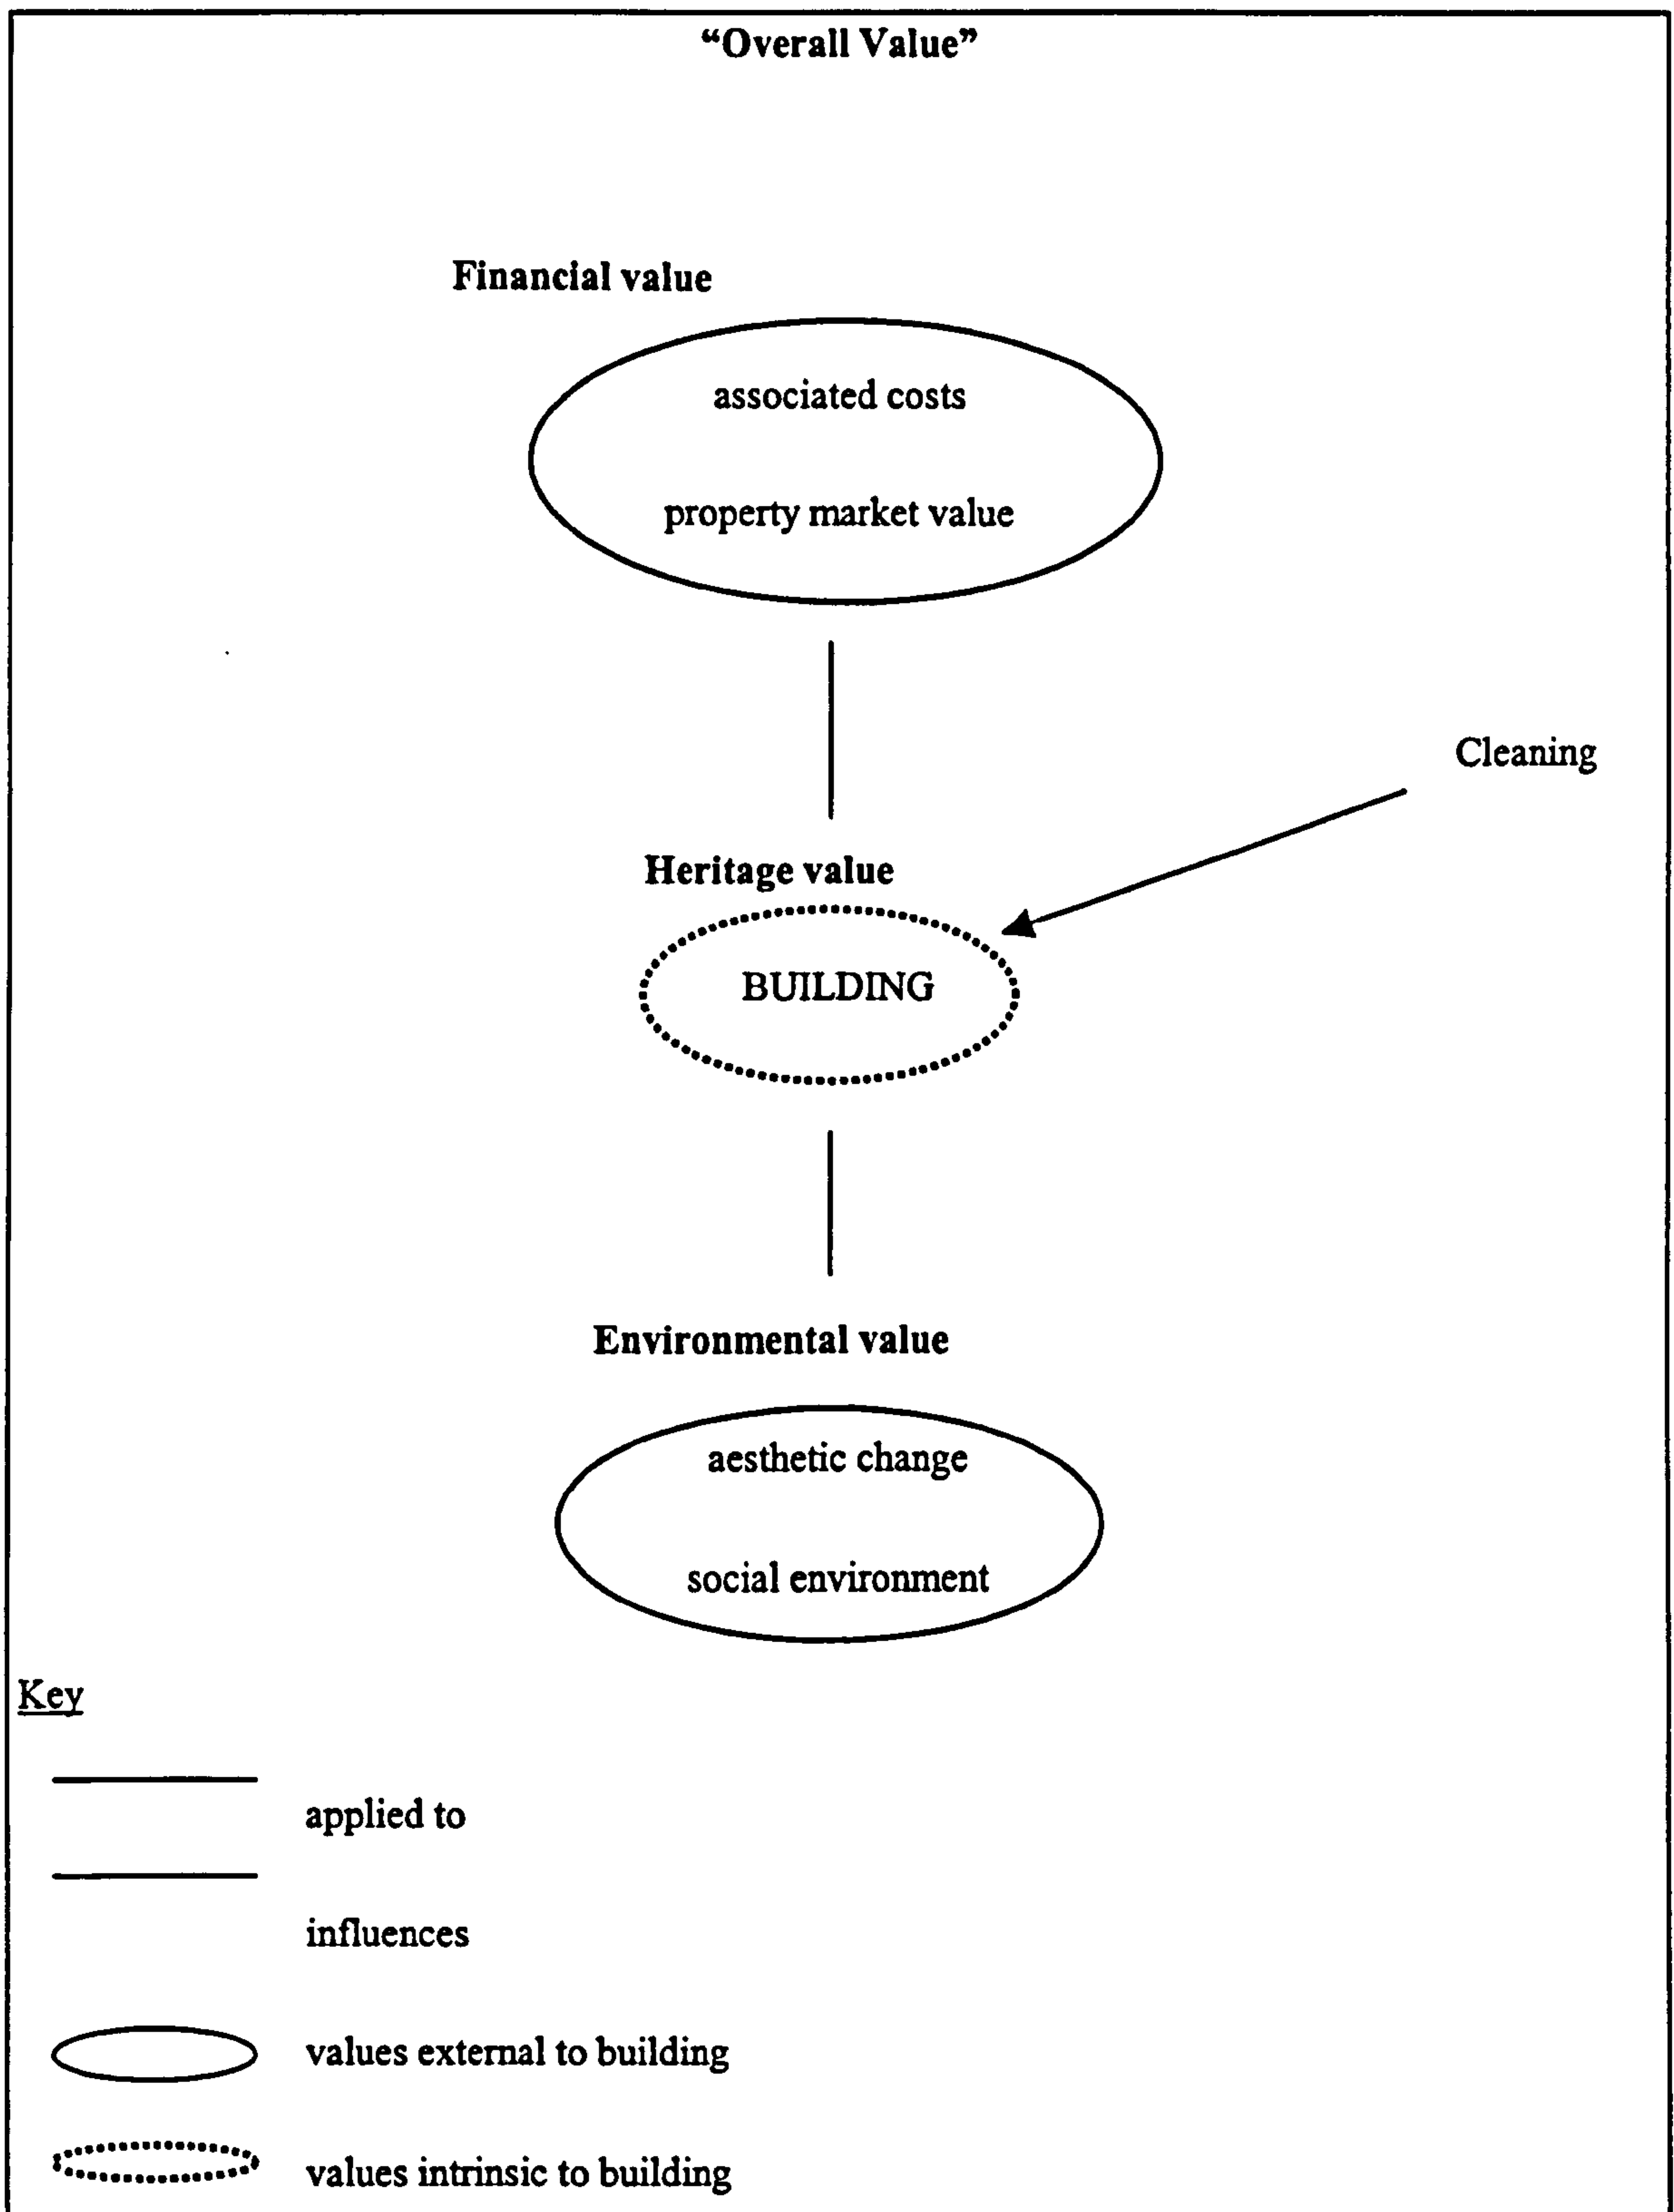 “Overall Value”
Financial value
associated costs
property market value
Cleaning
Heritage value
BUILDING
Environmental value
aesthetic change
social environment
Key
applied to
influences
values external to building
values intrinsic to building